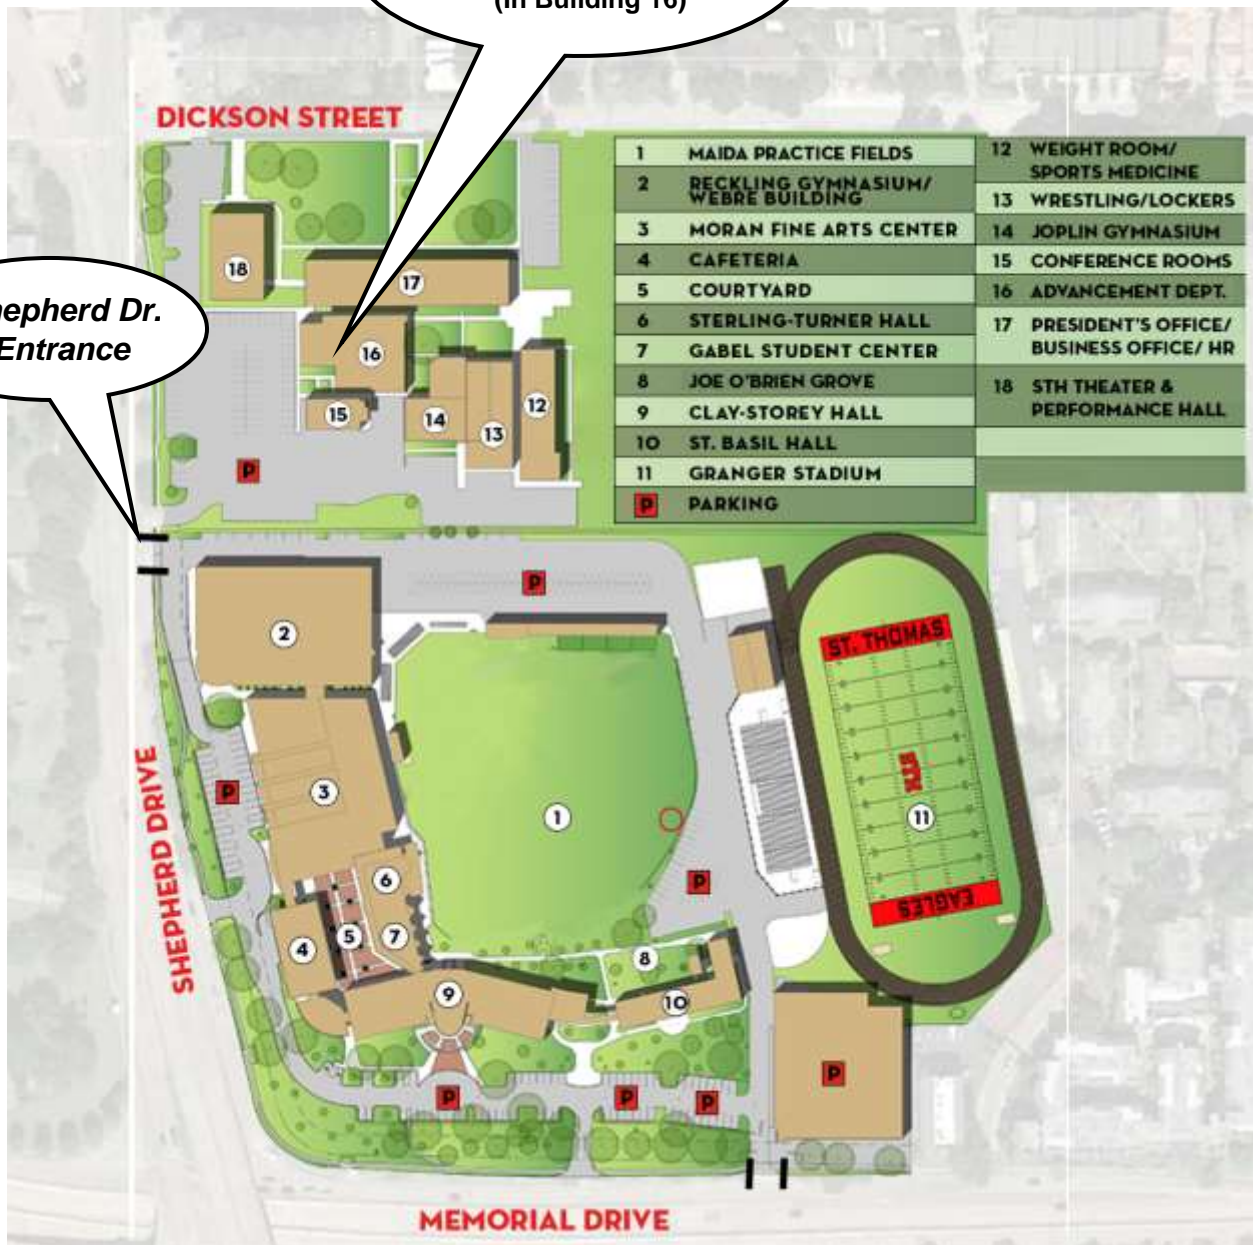 (in Building 16)
DICKSON STREET
1 MAIDA PRACTICE FIELDS
2 RECKLING GYMNASIUM/
WEBRE BUILDING
3 MORAN FINE ARTS CENTER
4 CAFETERIA
5 COURTYARD
6 STERLING-TURNER HALL
7 GABEL STUDENT CENTER
8 JOE O'BRIEN GROVE
9 CLAY-STOREY HALL
10 ST. BASIL HALL
11 GRANGER STADIUM
P PARKING
12 WEIGHT ROOM/
SPORTS MEDICINE
13 WRESTLING/LOCKERS
14 JOPLIN GYMNASIUM
15 CONFERENCE ROOMS
16 ADVANCEMENT DEPT.
17 PRESIDENT'S OFFICE/
BUSINESS OFFICE/ HR
18 STH THEATER &
PERFORMANCE HALL
18
17
hepherd Dr.
Entrance
16
15
14
13
12
P
P
2
ST. THOMAS
STH
SHEPHERD DRIVE
P
3
1
11
6
P
EAGLES
4
5
7
8
9
10
P
P
P
P
MEMORIAL DRIVE